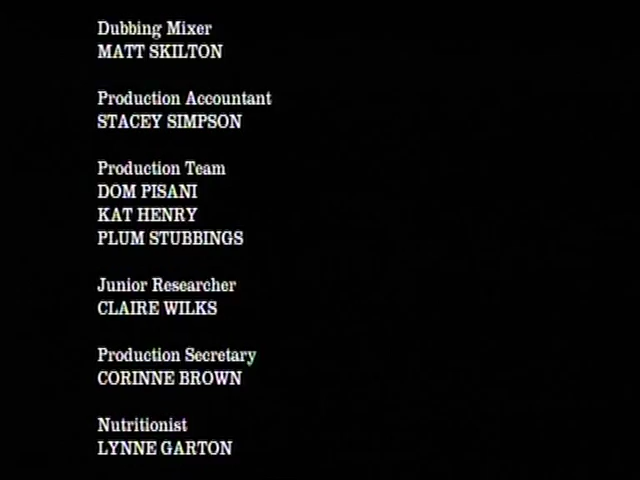 Dubbing Mixer
MATT SKILTON
Production Accountant
STACEY SIMPSON
Production Team
DOM PISANI
KAT HENRY
PLUM STUBBINGS
Junior Researcher
CLAIRE WILKS
Production Secretary
CORINNE BROWN
Nutritionist
LYNNE GARTON